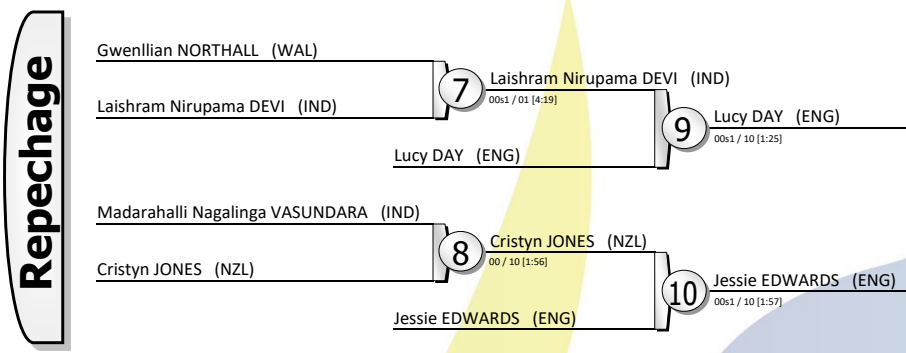 Repechage
Gwenllian NORTHALL (WAL)
Laishram Nirupama DEVI (IND)
7
Laishram Nirupama DEVI (IND)
00s1 / 01 [4:19]
Lucy DAY (ENG)
9
Lucy DAY (ENG)
00s1 / 10 [1:25]
Madarahalli Nagalinga VASUNDARA (IND)
Cristyn JONES (NZL)
8
Cristyn JONES (NZL)
00 / 10 [1:56]
Jessie EDWARDS (ENG)
10
Jessie EDWARDS (ENG)
00s1 / 10 [1:57]